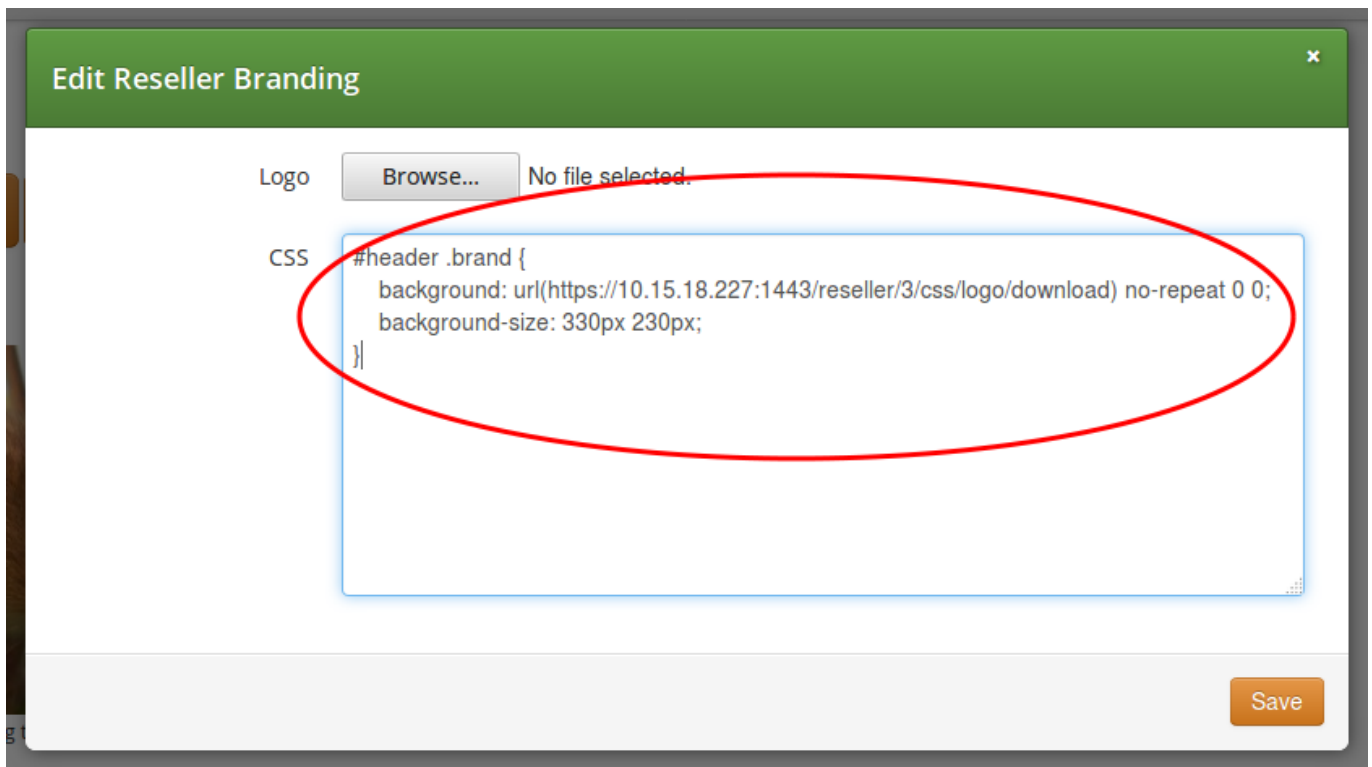 Edit Reseller Branding
×
Logo
Browse...
No file selected.
CSS
#header .brand {
    background: url(https://10.15.18.227:1443/reseller/3/css/logo/download) no-repeat 0 0;
    background-size: 330px 230px;
}
Save